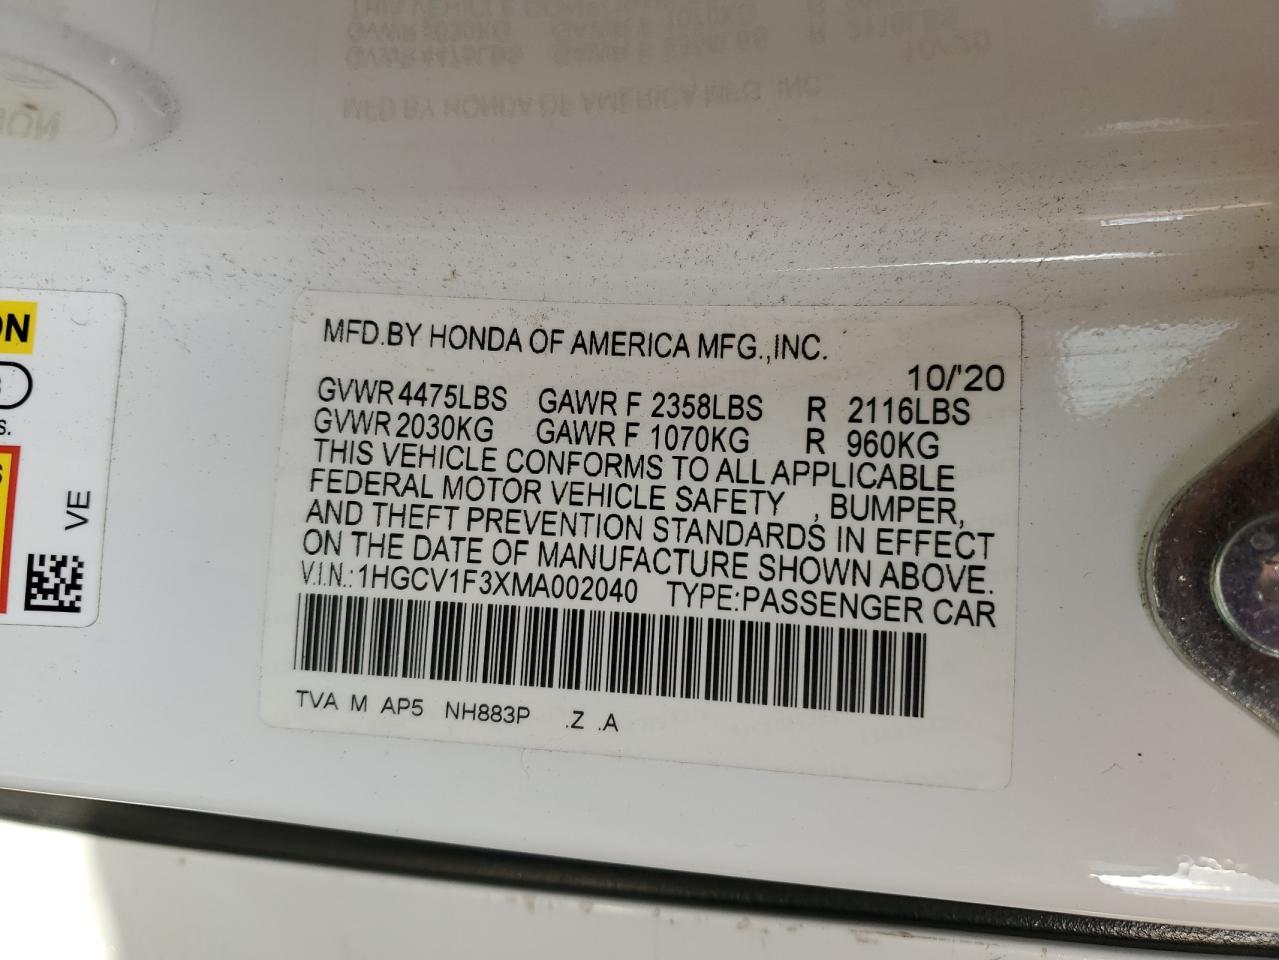 MFD.BY HONDA OF AMERICA MFG.,INC.
10/'20
GVWR 4475LBS GAWR F 2358LBS R 2116LBS
GVWR 2030KG GAWR F 1070KG R 960KG
THIS VEHICLE CONFORMS TO ALL APPLICABLE
FEDERAL MOTOR VEHICLE SAFETY , BUMPER,
AND THEFT PREVENTION STANDARDS IN EFFECT
ON THE DATE OF MANUFACTURE SHOWN ABOVE.
V.I.N.:1HGCV1F3XMA002040 TYPE:PASSENGER CAR
TVA M AP5 NH883P .Z .A
ON
S.
S
VE